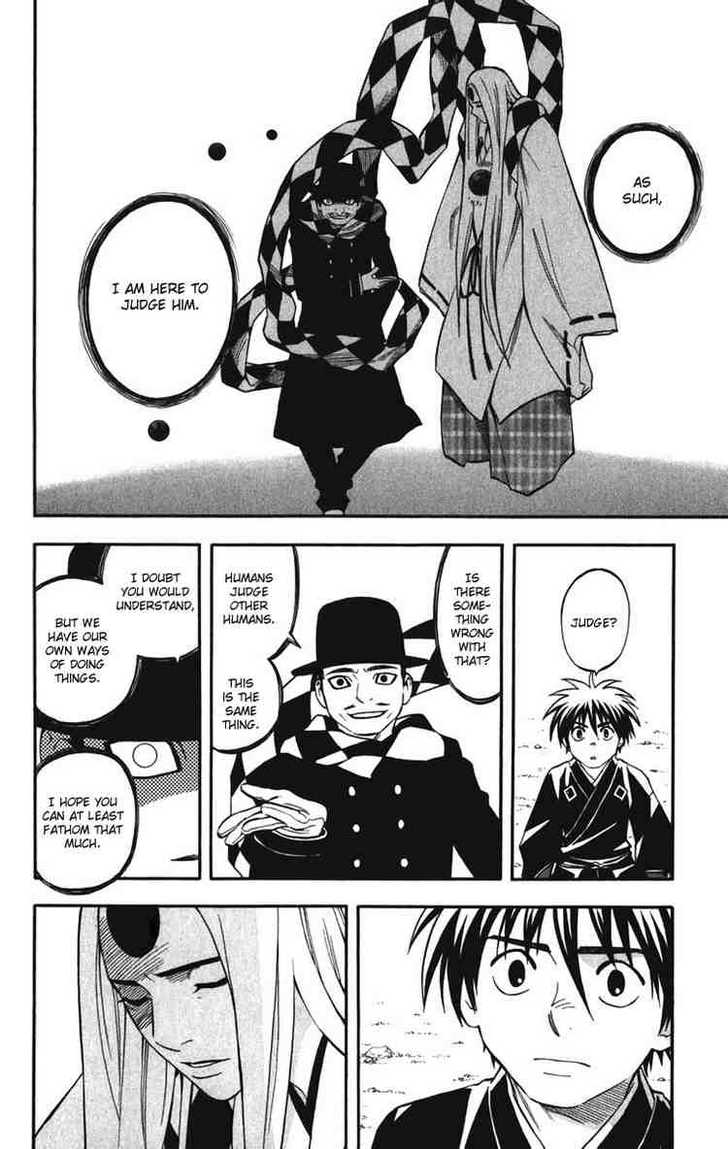 AS
SUCH,
I AM HERE TO
JUDGE HIM.
JUDGE?
IS
THERE
SOME-
THING
WRONG
WITH
THAT?
HUMANS
JUDGE
OTHER
HUMANS.
THIS
IS THE
SAME
THING.
I DOUBT
YOU WOULD
UNDERSTAND,
BUT WE
HAVE OUR
OWN WAYS
OF DOING
THINGS.
I HOPE YOU
CAN AT LEAST
FATHOM THAT
MUCH.